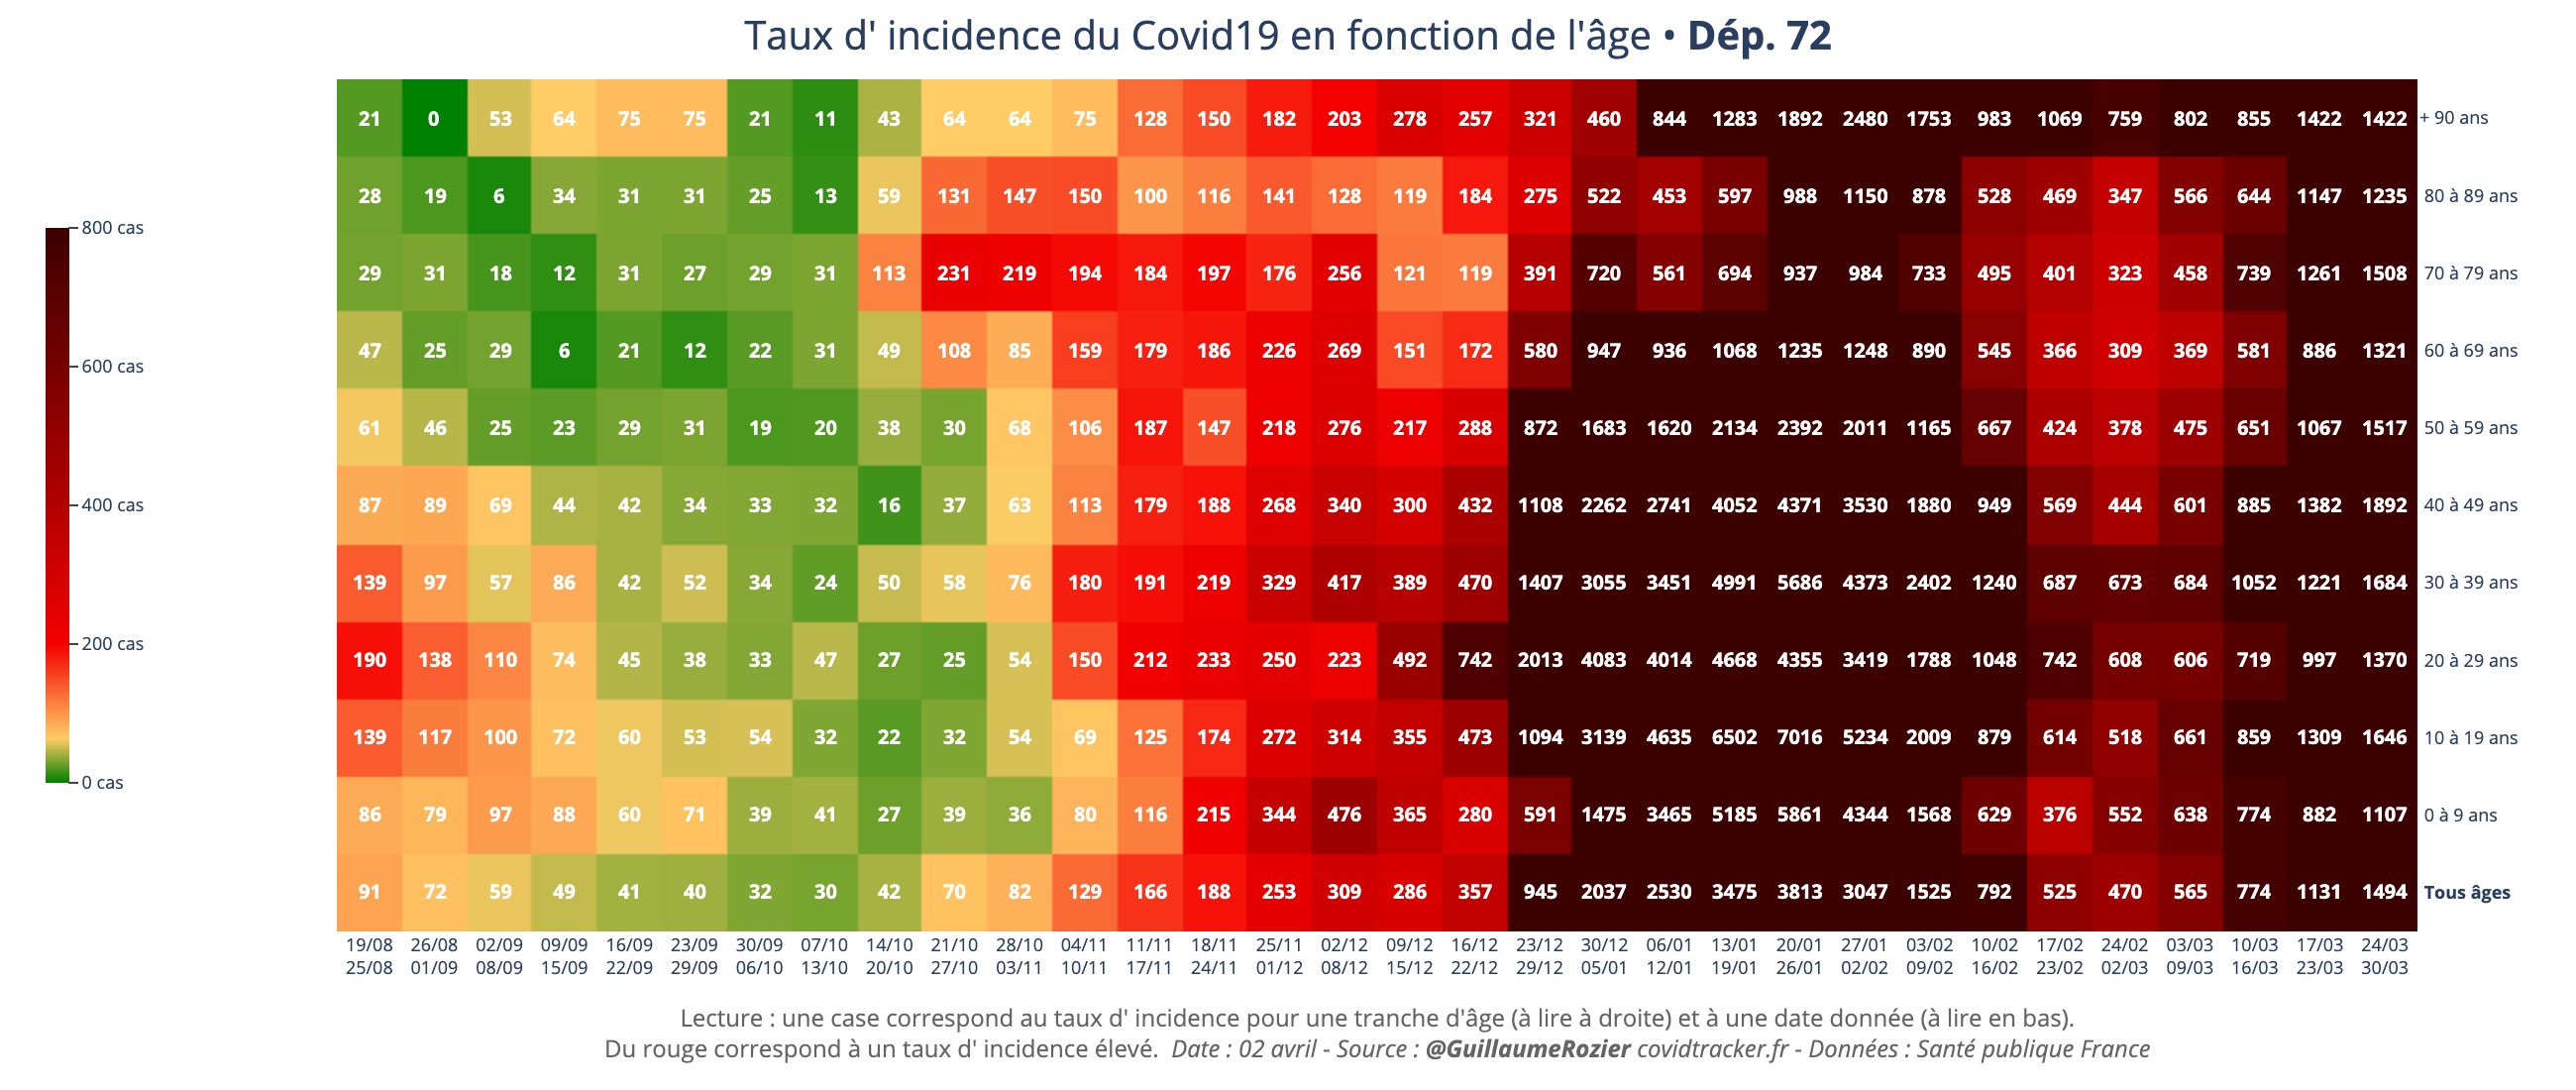 Taux d' incidence du Covid19 en fonction de l'âge • Dép. 72
21 0 53 64 75 75 21 11 43 64 64 75 128 150 182 203 278 257 321 460 844 1283 1892 2480 1753 983 1069 759 802 855 1422 1422 + 90 ans
28 19 6 34 31 31 25 13 59 131 147 150 100 116 141 128 119 184 275 522 453 597 988 1150 878 528 469 347 566 644 1147 1235 80 à 89 ans
800 cas
29 31 18 12 31 27 29 31 113 231 219 194 184 197 176 256 121 119 391 720 561 694 937 984 733 495 401 323 458 739 1261 1508 70 à 79 ans
47 25 29 6 21 12 22 31 49 108 85 159 179 186 226 269 151 172 580 947 936 1068 1235 1248 890 545 366 309 369 581 886 1321 60 à 69 ans
600 cas
61 46 25 23 29 31 19 20 38 30 68 106 187 147 218 276 217 288 872 1683 1620 2134 2392 2011 1165 667 424 378 475 651 1067 1517 50 à 59 ans
400 cas
87 89 69 44 42 34 33 32 16 37 63 113 179 188 268 340 300 432 1108 2262 2741 4052 4371 3530 1880 949 569 444 601 885 1382 1892 40 à 49 ans
139 97 57 86 42 52 34 24 50 58 76 180 191 219 329 417 389 470 1407 3055 3451 4991 5686 4373 2402 1240 687 673 684 1052 1221 1684 30 à 39 ans
200 cas
190 138 110 74 45 38 33 47 27 25 54 150 212 233 250 223 492 742 2013 4083 4014 4668 4355 3419 1788 1048 742 608 606 719 997 1370 20 à 29 ans
139 117 100 72 60 53 54 32 22 32 54 69 125 174 272 314 355 473 1094 3139 4635 6502 7016 5234 2009 879 614 518 661 859 1309 1646 10 à 19 ans
0 cas
86 79 97 88 60 71 39 41 27 39 36 80 116 215 344 476 365 280 591 1475 3465 5185 5861 4344 1568 629 376 552 638 774 882 1107 0 à 9 ans
91 72 59 49 41 40 32 30 42 70 82 129 166 188 253 309 286 357 945 2037 2530 3475 3813 3047 1525 792 525 470 565 774 1131 1494 Tous âges
19/08 26/08 02/09 09/09 16/09 23/09 30/09 07/10 14/10 21/10 28/10 04/11 11/11 18/11 25/11 02/12 09/12 16/12 23/12 30/12 06/01 13/01 20/01 27/01 03/02 10/02 17/02 24/02 03/03 10/03 17/03 24/03
25/08 01/09 08/09 15/09 22/09 29/09 06/10 13/10 20/10 27/10 03/11 10/11 17/11 24/11 01/12 08/12 15/12 22/12 29/12 05/01 12/01 19/01 26/01 02/02 09/02 16/02 23/02 02/03 09/03 16/03 23/03 30/03
Lecture : une case correspond au taux d' incidence pour une tranche d'âge (à lire à droite) et à une date donnée (à lire en bas).
Du rouge correspond à un taux d' incidence élevé. Date : 02 avril - Source : @GuillaumeRozier covidtracker.fr - Données : Santé publique France